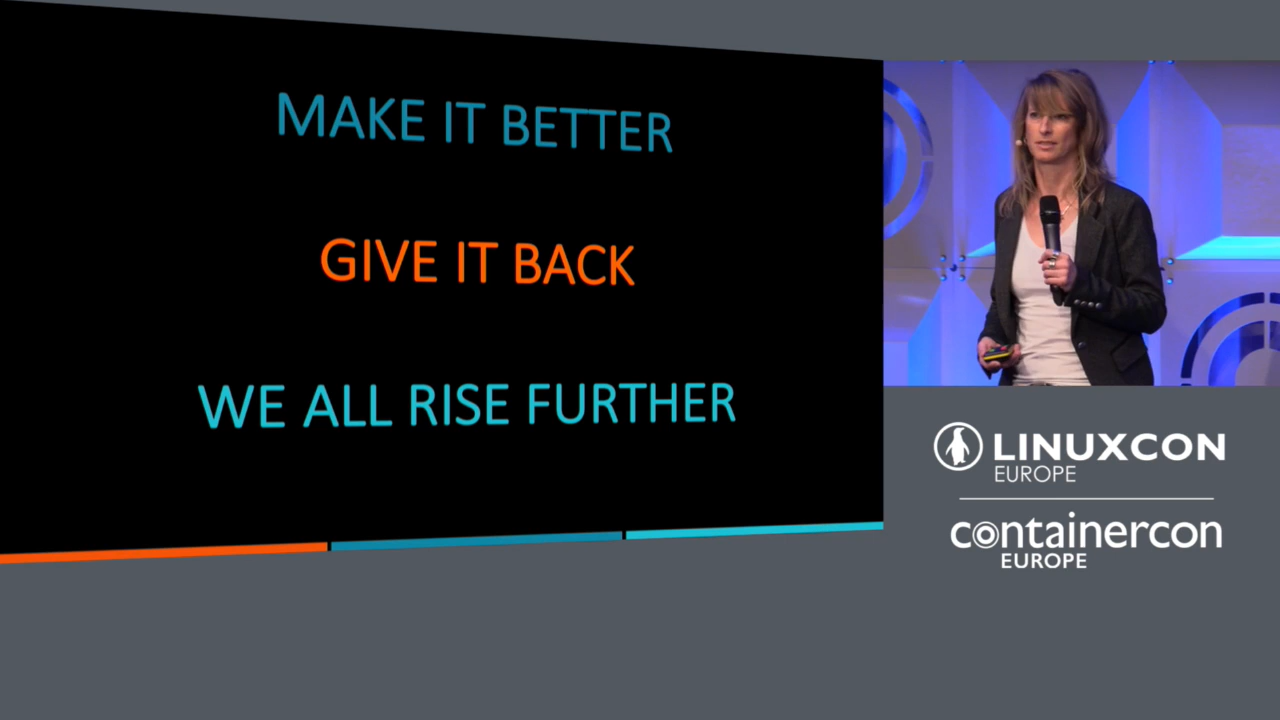 MAKE IT BETTER
GIVE IT BACK
WE ALL RISE FURTHER
LINUXCON
EUROPE
containercon
EUROPE